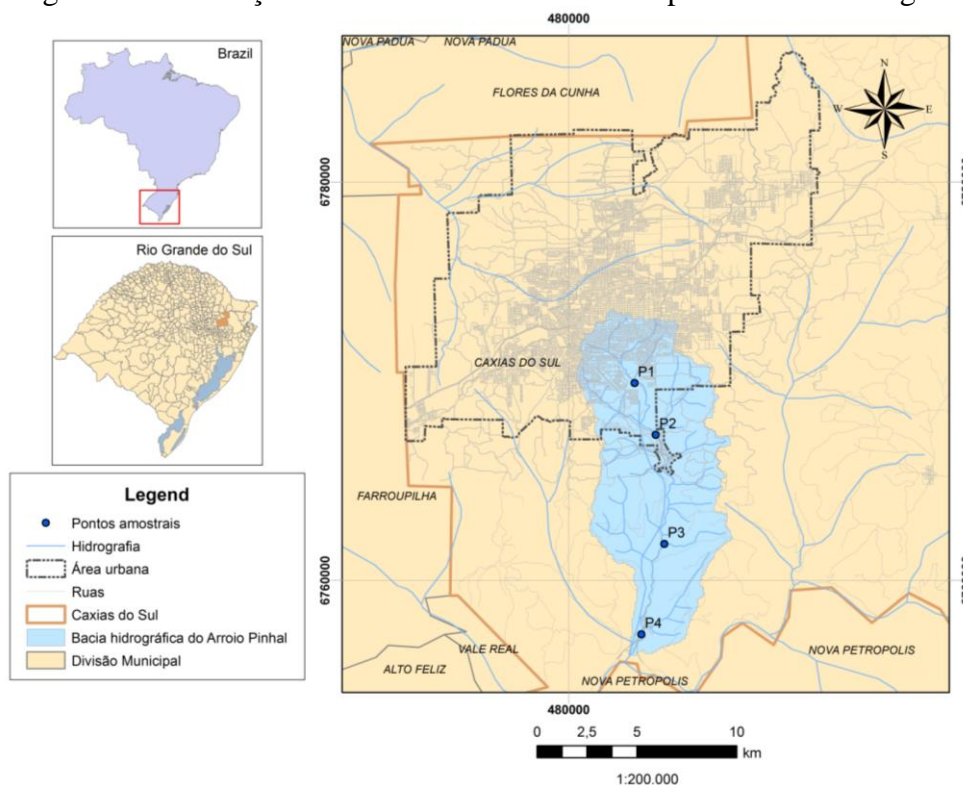 480000
Brazil
Rio Grande do Sul
NOVA PADUA NOVA PADUA
FLORES DA CUNHA
N
W E
S
6780000
CAXIAS DO SUL
P1
P2
FARROUPILHA
P3
6760000
P4
VALE REAL
ALTO FELIZ
NOVA PETROPOLIS
NOVA PETROPOLIS
480000
Legend
Pontos amostrais
Hidrografia
Área urbana
Ruas
Caxias do Sul
Bacia hidrográfica do Arroio Pinhal
Divisão Municipal
0 2,5 5 10
km
1:200.000